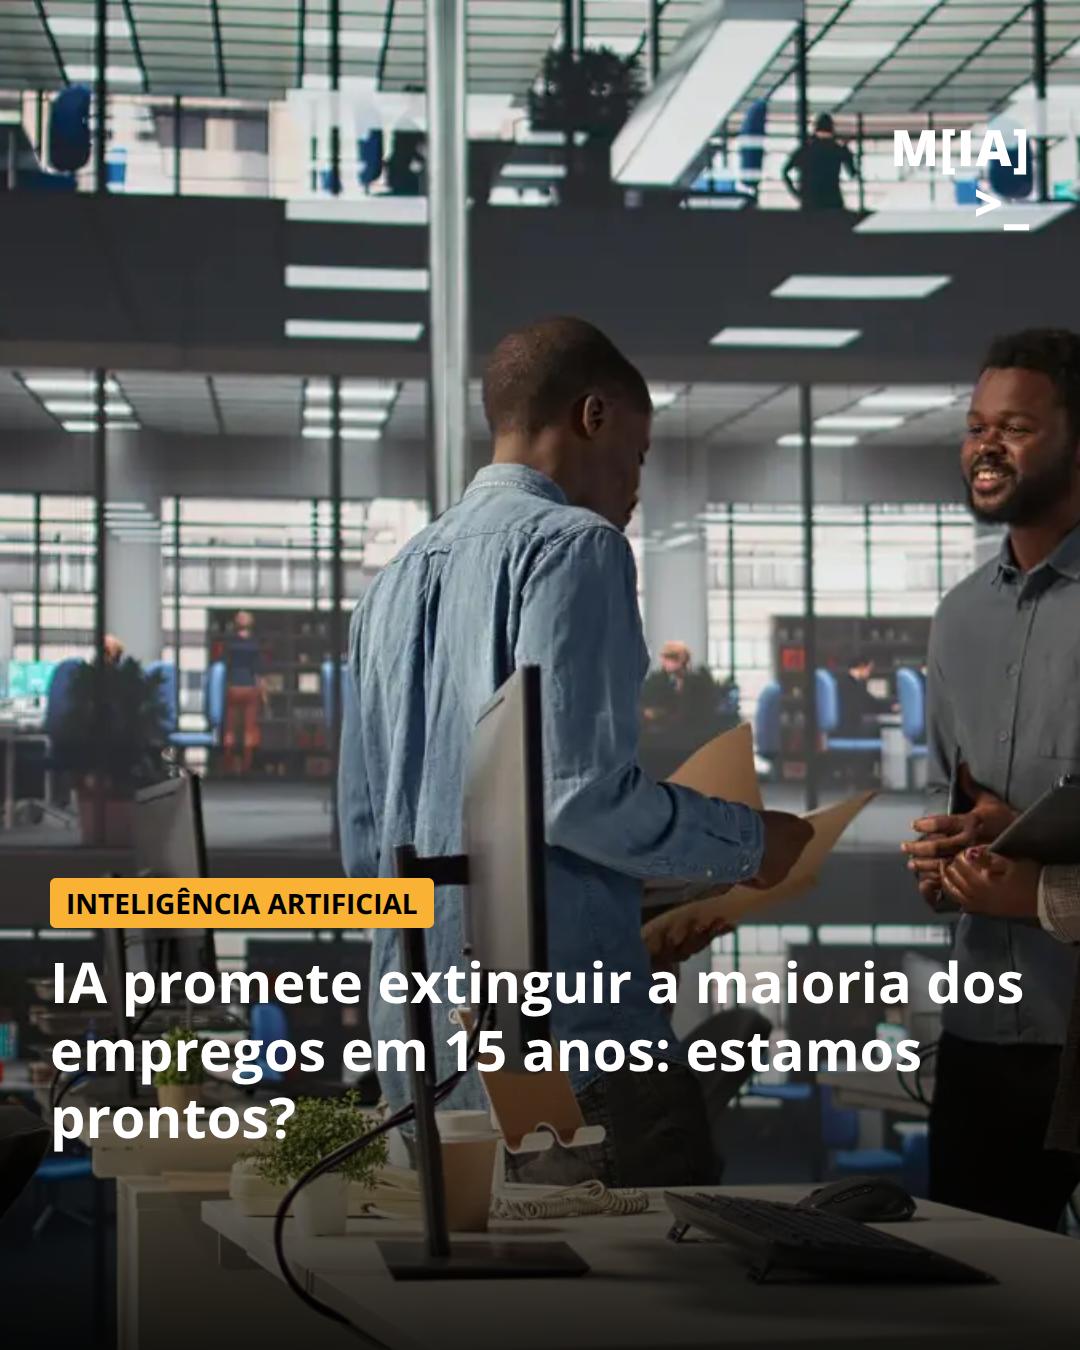 M[IA]
>_
INTELIGÊNCIA ARTIFICIAL
IA promete extinguir a maioria dos
empregos em 15 anos: estamos
prontos?